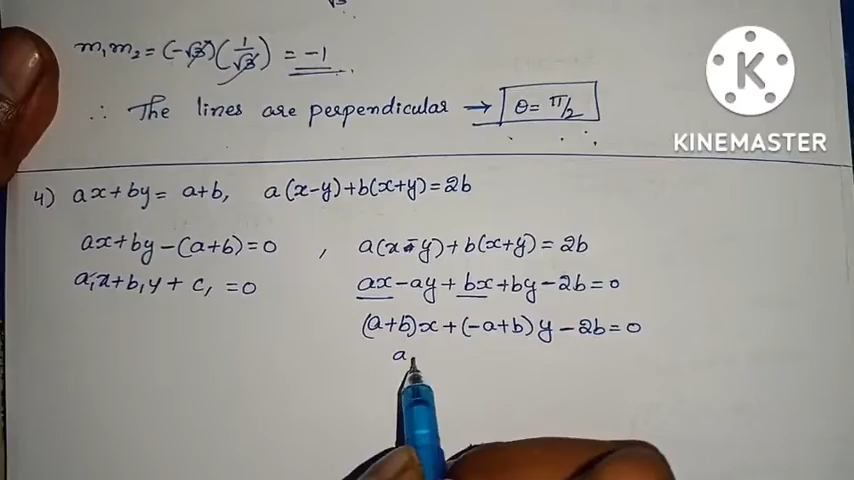 m₁m₂ = (-√3)(1/√3) = -1
∴ The lines are perpendicular → θ = π/2
KINEMASTER
4) ax+by = a+b, a(x-y)+b(x+y)=2b
ax+by-(a+b)=0 , a(x-y)+b(x+y)=2b
a₁x+b₁y+c₁=0 ax-ay+bx+by-2b=0
(a+b)x+(-a+b)y-2b=0
a